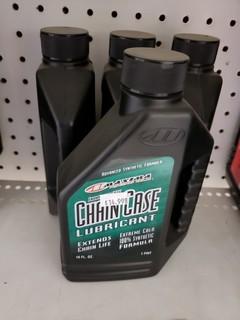 ADVANCED SYNTHETIC FORMULA
MAXIMA
CHAIN CASE
$14.99
LUBRICANT
EXTENDS
CHAIN LIFE
EXTREME COLD
100% SYNTHETIC
FORMULA
16 FL. OZ.
1 PINT